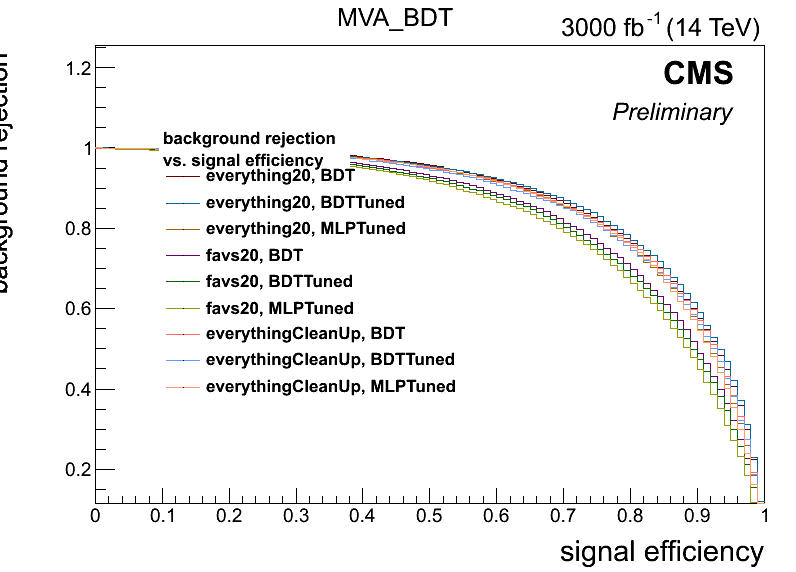 MVA_BDT
3000 fb-1 (14 TeV)
CMS
Preliminary
background rejection
1.2
1
0.8
0.6
0.4
0.2
background rejection
vs. signal efficiency
everything20, BDT
everything20, BDTTuned
everything20, MLPTuned
favs20, BDT
favs20, BDTTuned
favs20, MLPTuned
everythingCleanUp, BDT
everythingCleanUp, BDTTuned
everythingCleanUp, MLPTuned
0 0.1 0.2 0.3 0.4 0.5 0.6 0.7 0.8 0.9 1
signal efficiency